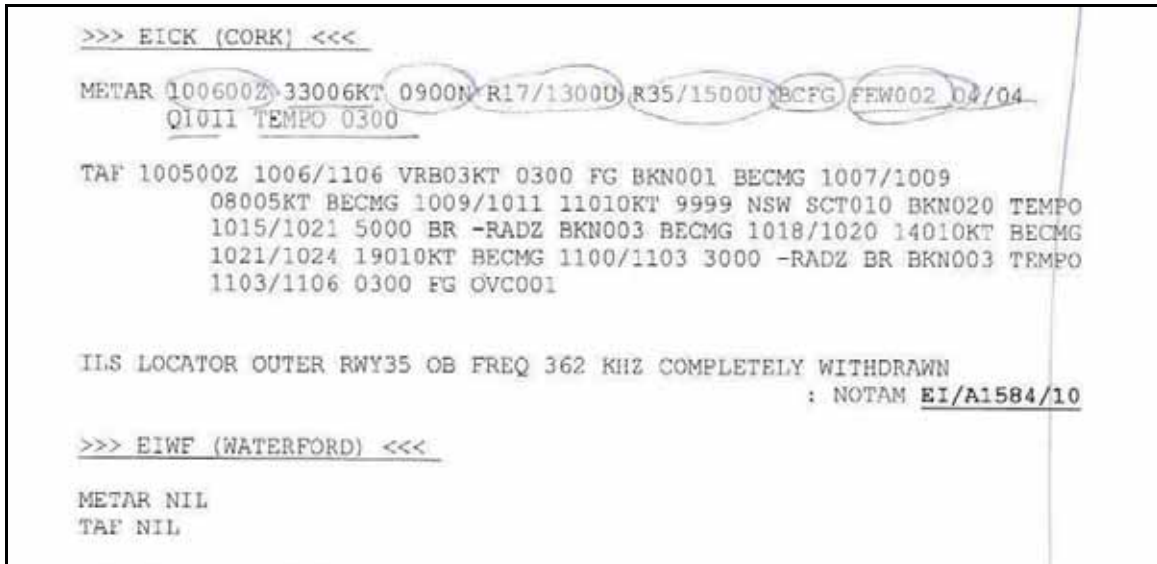 >>> EICK (CORK) <<<
METAR 100600Z 33006KT 0900N R17/1300U R35/1500U BCFG FEW002 04/04
Q1011 TEMPO 0300
TAF 100500Z 1006/1106 VRB03KT 0300 FG BKN001 BECMG 1007/1009
08005KT BECMG 1009/1011 11010KT 9999 NSW SCT010 BKN020 TEMPO
1015/1021 5000 BR -RADZ BKN003 BECMG 1018/1020 14010KT BECMG
1021/1024 19010KT BECMG 1100/1103 3000 -RADZ BR BKN003 TEMPO
1103/1106 0300 FG OVC001
ILS LOCATOR OUTER RWY35 OB FREQ 362 KHZ COMPLETELY WITHDRAWN
: NOTAM EI/A1584/10
>>> EIWF (WATERFORD) <<<
METAR NIL
TAF NIL